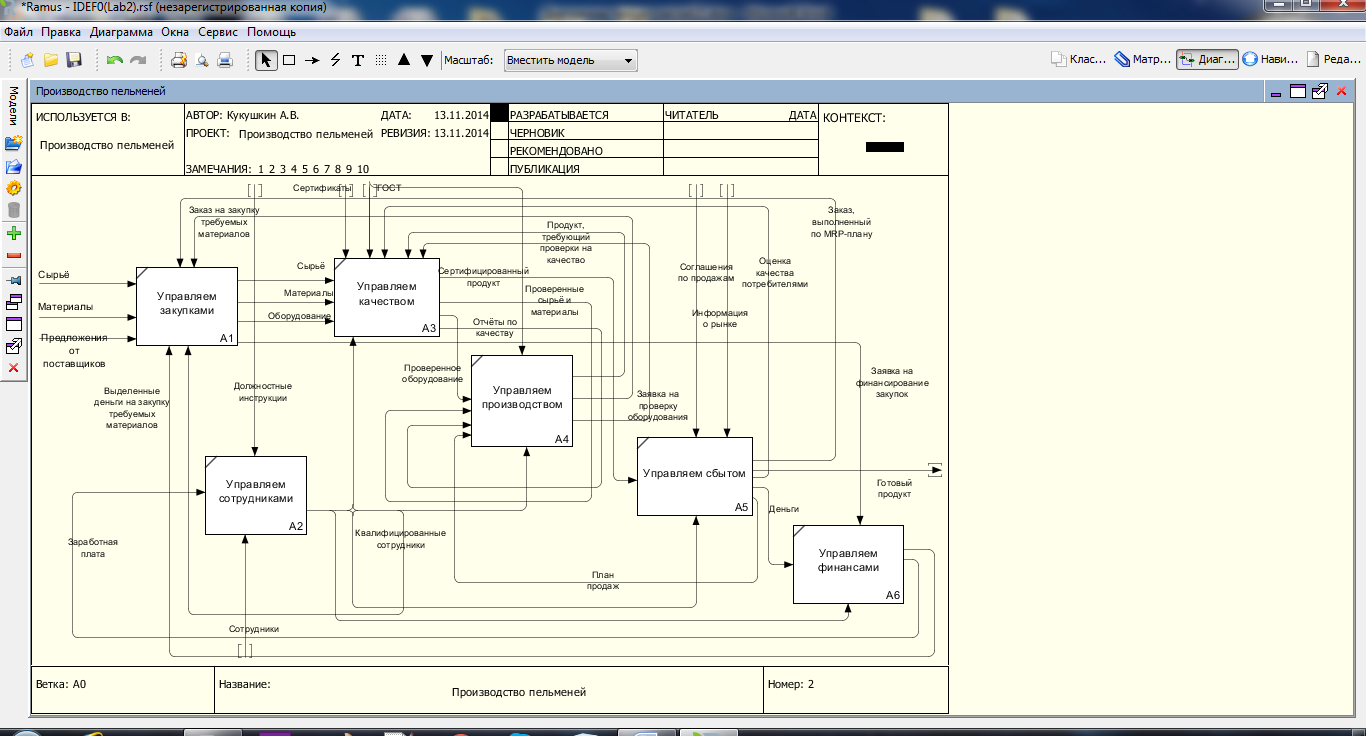 *Ramus - IDEF0(Lab2).rsf (незарегистрированная копия)
Файл Правка Диаграмма Окна Сервис Помощь
Масштаб: Вместить модель
Клас... Матр... Диаг... Нави... Реда...
Модели
Производство пельменей
ИСПОЛЬЗУЕТСЯ В:
Производство пельменей
АВТОР: Кукушкин А.В.
ДАТА: 13.11.2014
ПРОЕКТ: Производство пельменей
РЕВИЗИЯ: 13.11.2014
ЗАМЕЧАНИЯ: 1 2 3 4 5 6 7 8 9 10
РАЗРАБАТЫВАЕТСЯ
ЧЕРНОВИК
РЕКОМЕНДОВАНО
ПУБЛИКАЦИЯ
ЧИТАТЕЛЬ ДАТА
КОНТЕКСТ:
Сертификаты
ГОСТ
Заказ на закупку
требуемых
материалов
Продукт,
требующий
проверки на
качество
Заказ,
выполненный
по MRP-плану
Сырьё
Материалы
Предложения
от
поставщиков
Управляем
закупками
A1
Сырьё
Материалы
Оборудование
Управляем
качеством
A3
Сертифицированный
продукт
Проверенные
сырьё и
материалы
Отчёты по
качеству
Соглашения
по продажам
Оценка
качества
потребителями
Информация
о рынке
Выделенные
деньги на закупку
требуемых
материалов
Должностные
инструкции
Проверенное
оборудование
Управляем
производством
A4
Заявка на
проверку
оборудования
Заявка на
финансирование
закупок
Управляем
сотрудниками
A2
Управляем сбытом
A5
Готовый
продукт
Деньги
Заработная
плата
Квалифицированные
сотрудники
Управляем
финансами
A6
План
продаж
Сотрудники
Ветка: A0
Название:
Производство пельменей
Номер: 2